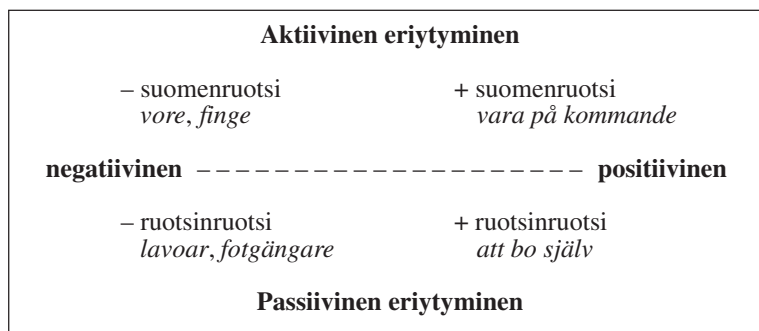 Aktiivinen eriytyminen
– suomenruotsi + suomenruotsi
vore, finge vara på kommande
negatiivinen – – – – – – – – – – – – – – – – – – – – – positiivinen
– ruotsinruotsi + ruotsinruotsi
lavoar, fotgängare att bo själv
Passiivinen eriytyminen